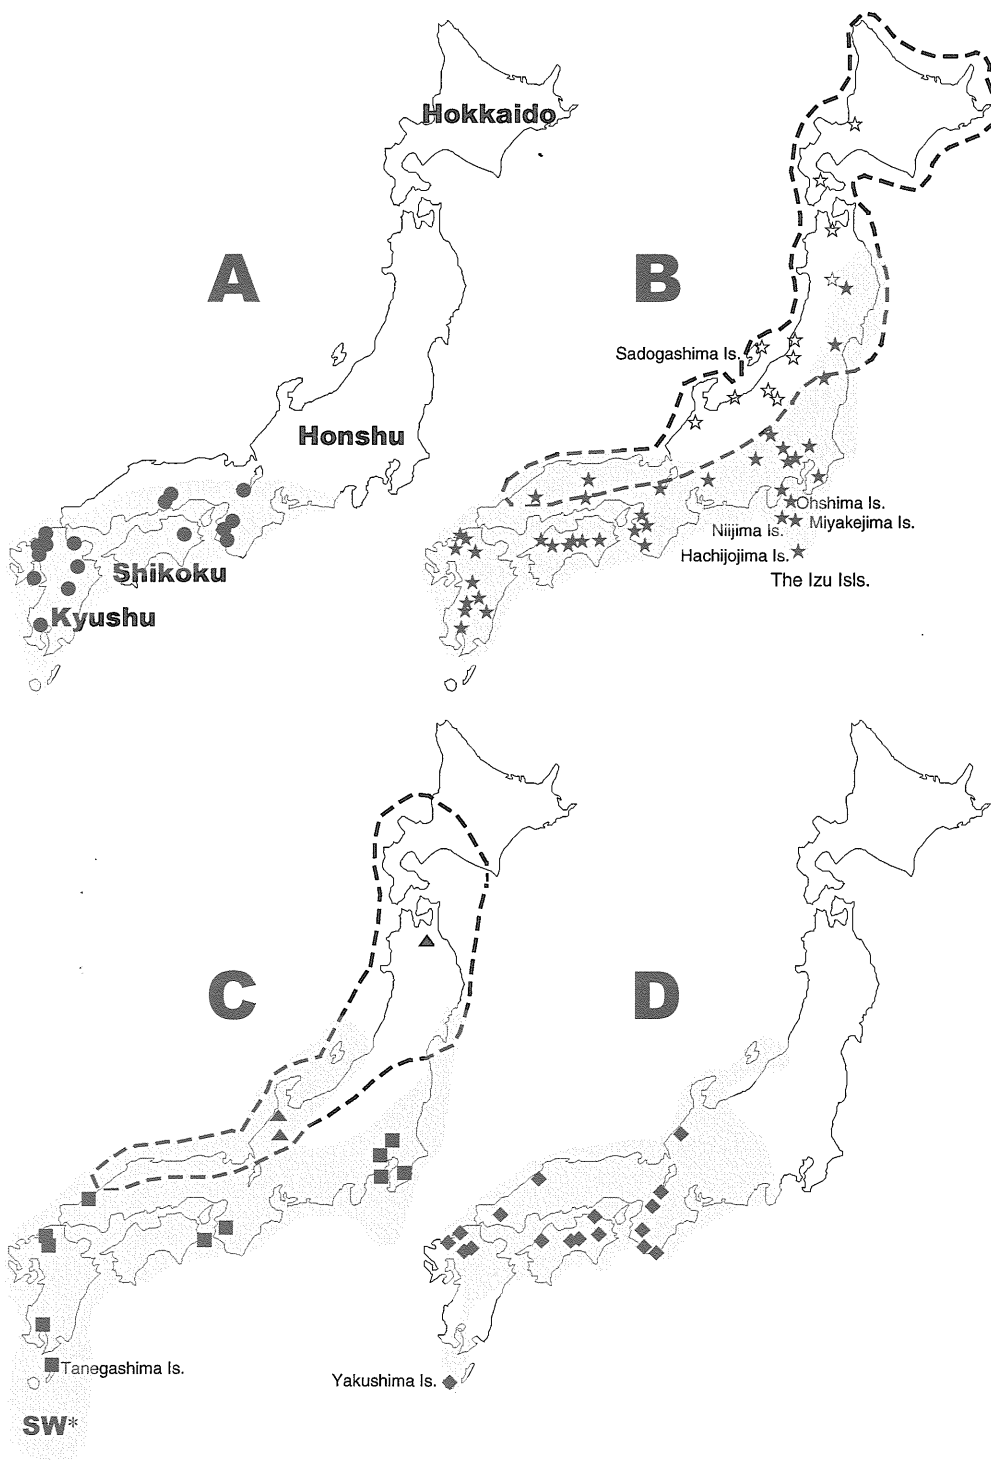 Hokkaido
A
B
Sadogashima Is.
Honshu
Ohshima Is.
Niijima Is.
Miyakejima Is.
Hachijojima Is.
Shikoku
The Izu Isls.
Kyushu
C
D
Tanegashima Is.
Yakushima Is.
SW*